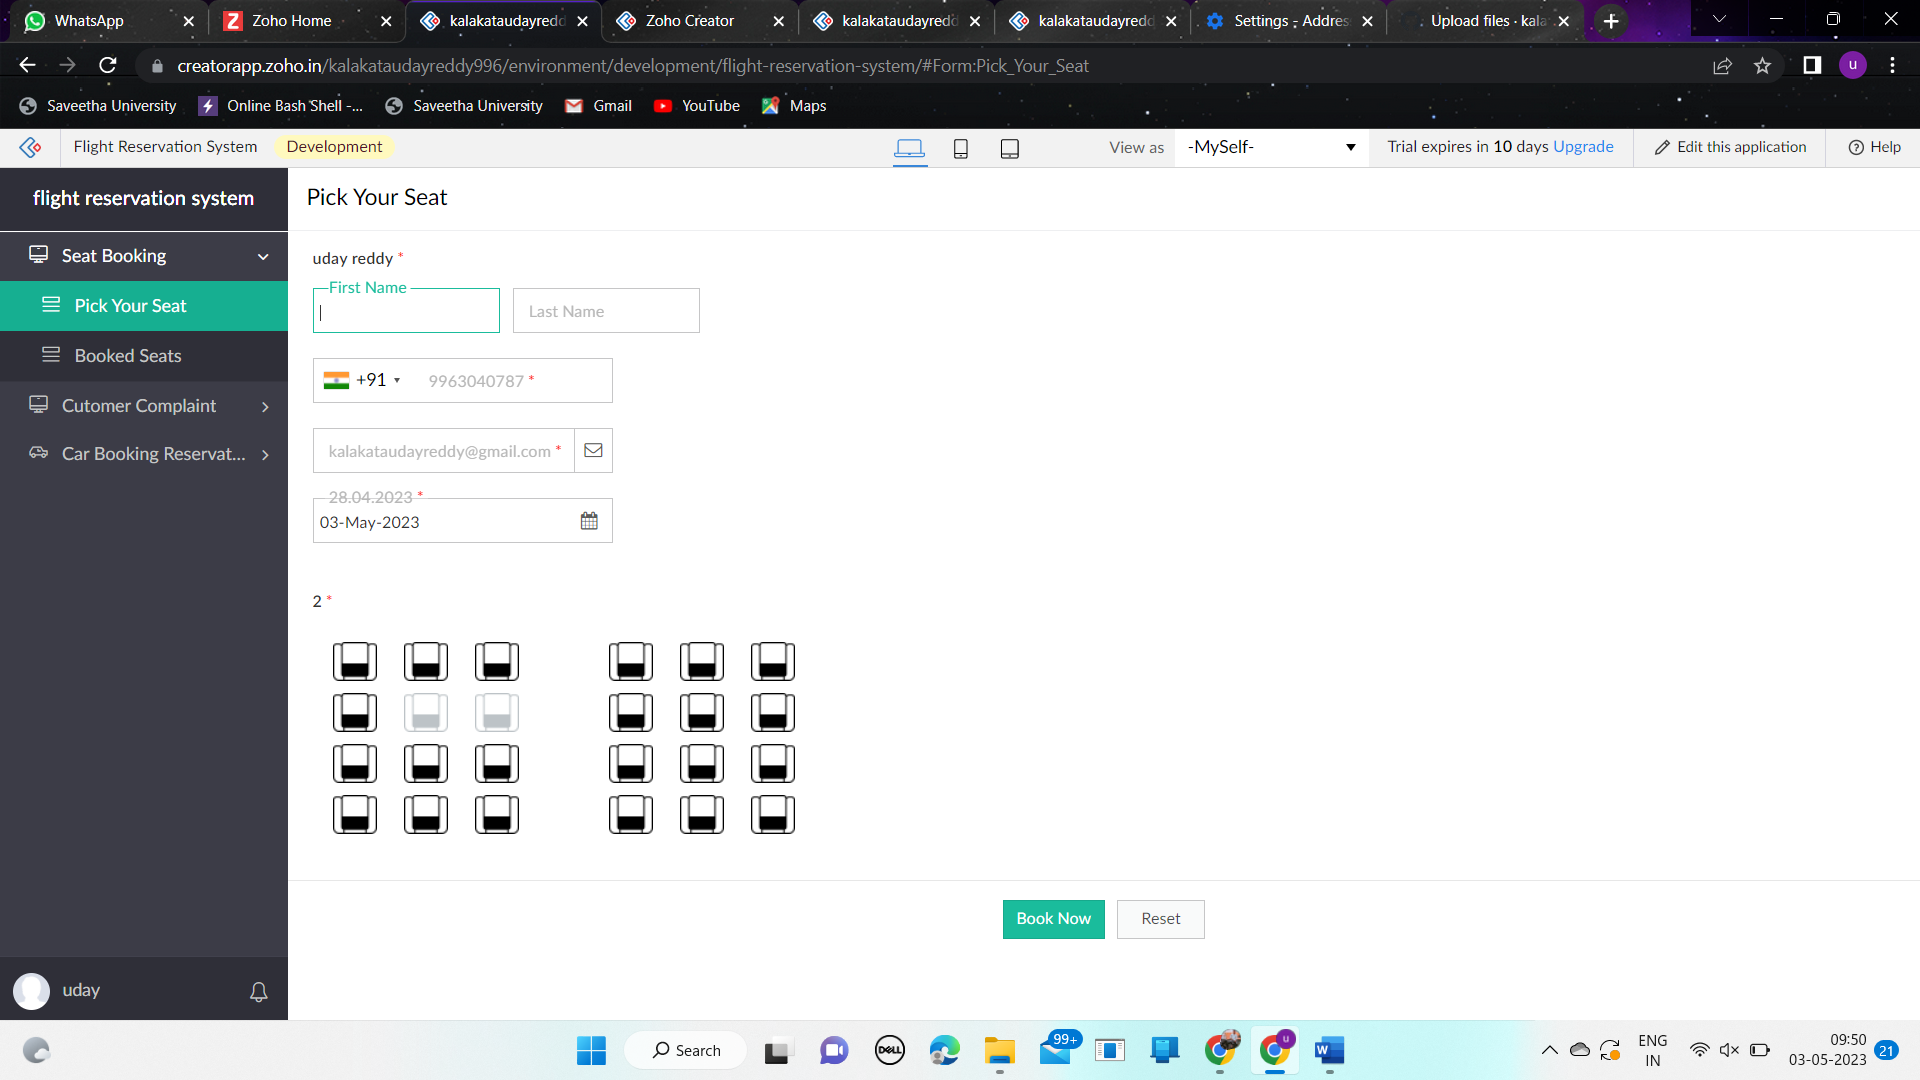 WhatsApp
Zoho Home
kalakataudayredd
Zoho Creator
kalakataudayredd
kalakataudayredd
Settings - Addres
Upload files · kala
creatorapp.zoho.in/kalakataudayreddy996/environment/development/flight-reservation-system/#Form:Pick_Your_Seat
u
Saveetha University
Online Bash Shell -...
Saveetha University
Gmail
YouTube
Maps
Flight Reservation System
Development
View as
-MySelf-
Trial expires in 10 days Upgrade
Edit this application
Help
flight reservation system
Pick Your Seat
Seat Booking
Pick Your Seat
Booked Seats
Cutomer Complaint
Car Booking Reservat...
uday reddy *
First Name
Last Name
+91
9963040787 *
kalakataudayreddy@gmail.com *
28.04.2023 *
03-May-2023
2 *
Book Now
Reset
uday
Search
DELL
99+
u
W
ENG
IN
09:50
03-05-2023
21